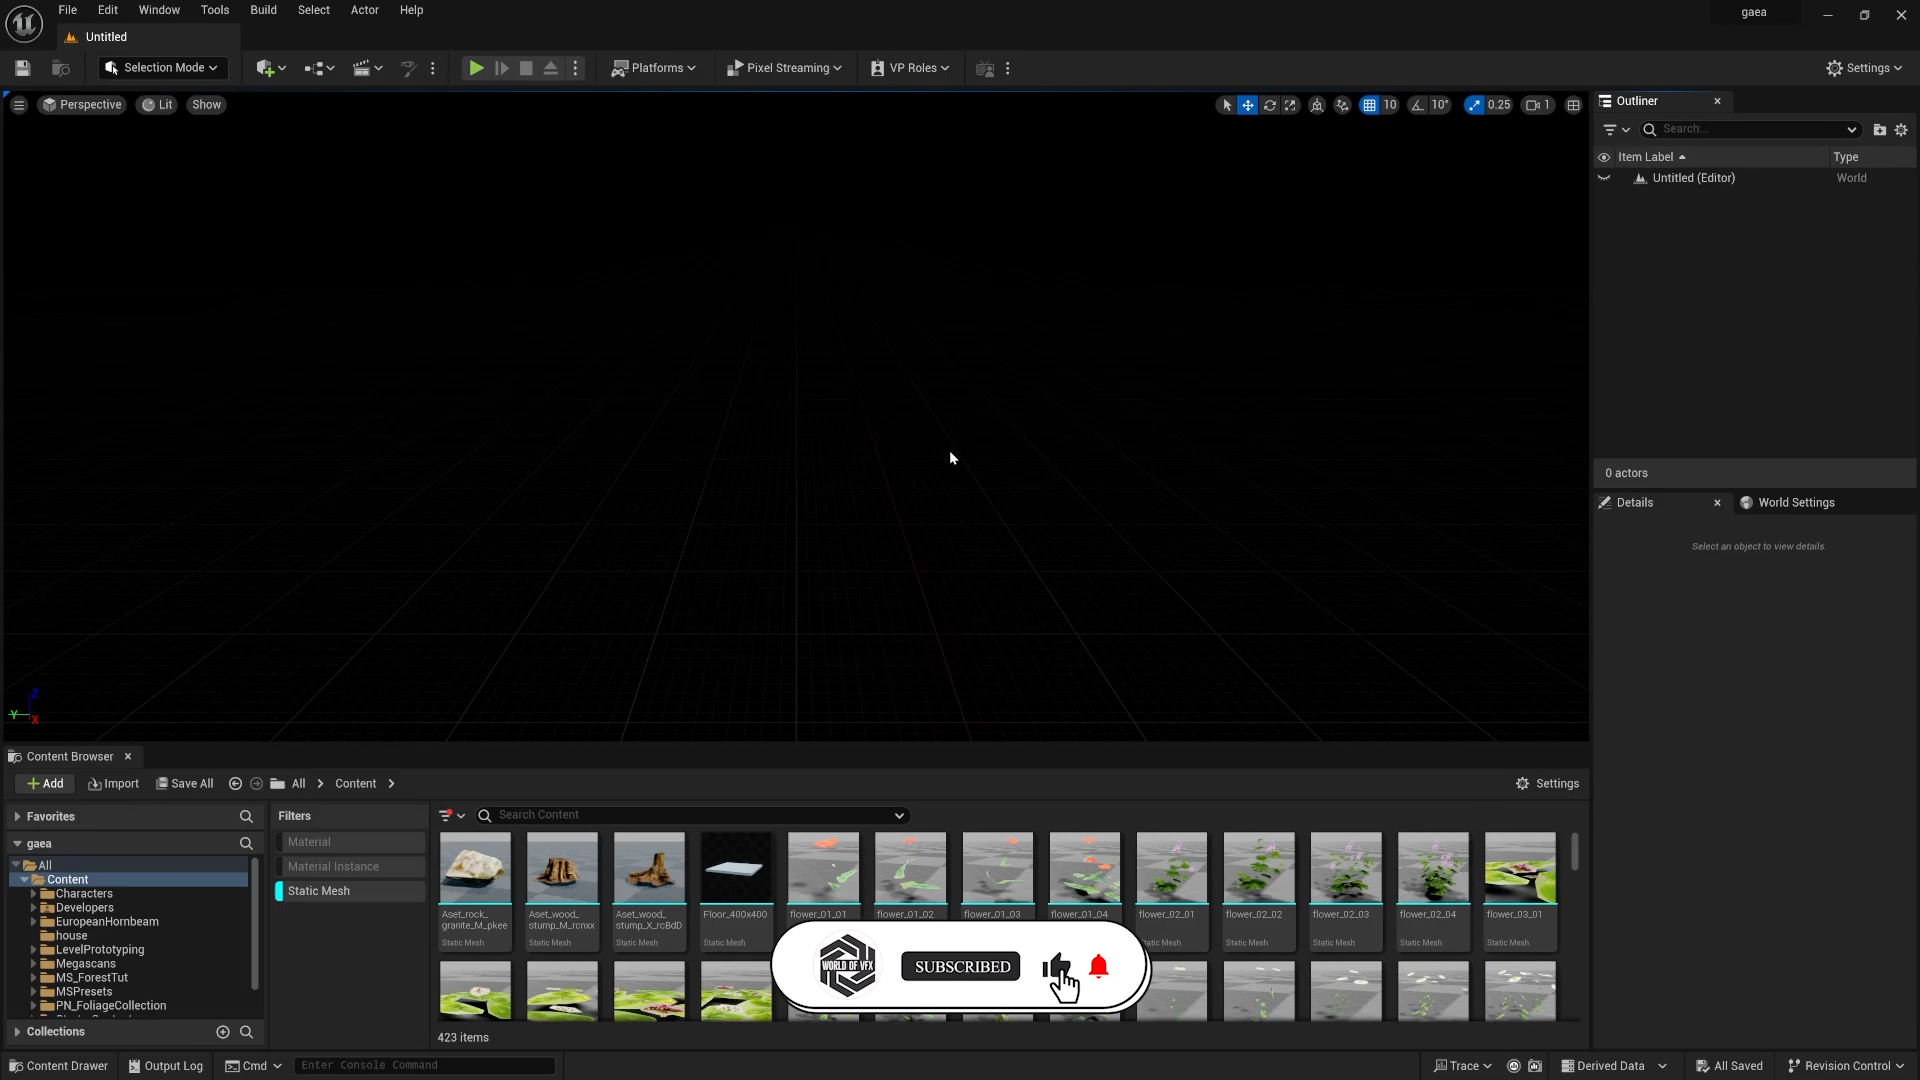 File Edit Window Tools Build Select Actor Help
gaea
Untitled
Selection Mode
Platforms
Pixel Streaming
VP Roles
Settings
Perspective Lit Show
10 10° 0.25 1
Outliner
Search...
Item Label Type
Untitled (Editor) World
0 actors
Details
World Settings
Select an object to view details.
Z
Y
X
Content Browser
Add Import Save All All Content
Settings
Favorites
gaea
All
Content
Characters
Developers
EuropeanHornbeam
house
LevelPrototyping
Megascans
MS_ForestTut
MSPresets
PN_FoliageCollection
Collections
Filters
Material
Material Instance
Static Mesh
Search Content
Aset_rock_
granite_M_pkee
Static Mesh
Aset_wood_
stump_M_rcnxx
Static Mesh
Aset_wood_
stump_X_rcBdD
Static Mesh
Floor_400x400
Static Mesh
flower_01_01
flower_01_02
flower_01_03
flower_01_04
flower_02_01
flower_02_02
Static Mesh
flower_02_03
Static Mesh
flower_02_04
Static Mesh
flower_03_01
Static Mesh
WORLD OF VFX
SUBSCRIBED
423 items
Content Drawer Output Log Cmd Enter Console Command
Trace
Derived Data
All Saved
Revision Control